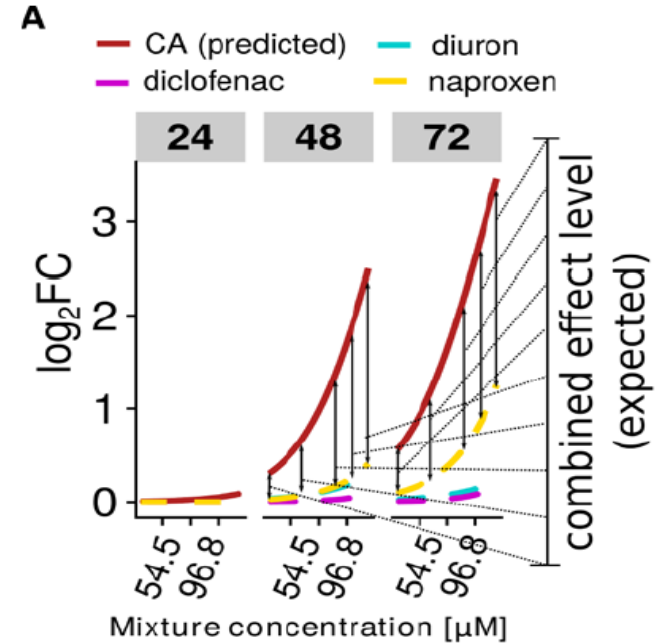 A
CA (predicted)
diuron
diclofenac
naproxen
24
48
72
log2FC
3
2
1
0
54.5
96.8
54.5
96.8
54.5
96.8
Mixture concentration [µM]
combined effect level
(expected)